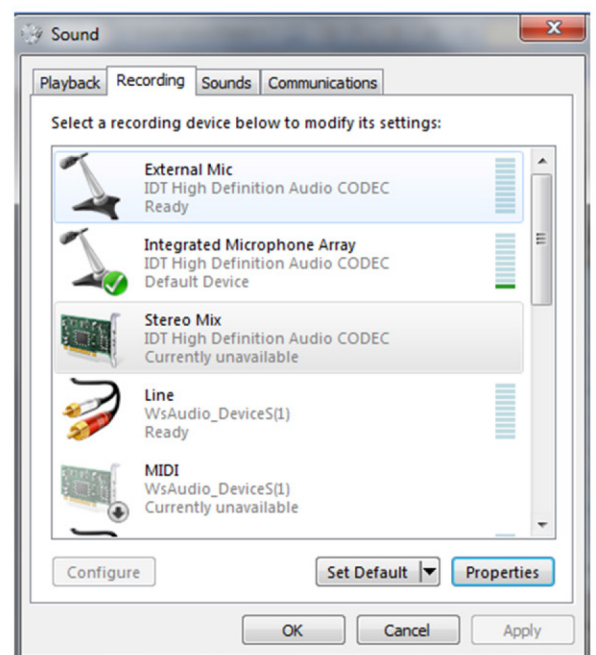 Sound
Playback Recording Sounds Communications
Select a recording device below to modify its settings:
External Mic
IDT High Definition Audio CODEC
Ready
Integrated Microphone Array
IDT High Definition Audio CODEC
Default Device
Stereo Mix
IDT High Definition Audio CODEC
Currently unavailable
Line
WsAudio_DeviceS(1)
Ready
MIDI
WsAudio_DeviceS(1)
Currently unavailable
Configure Set Default Properties
OK Cancel Apply